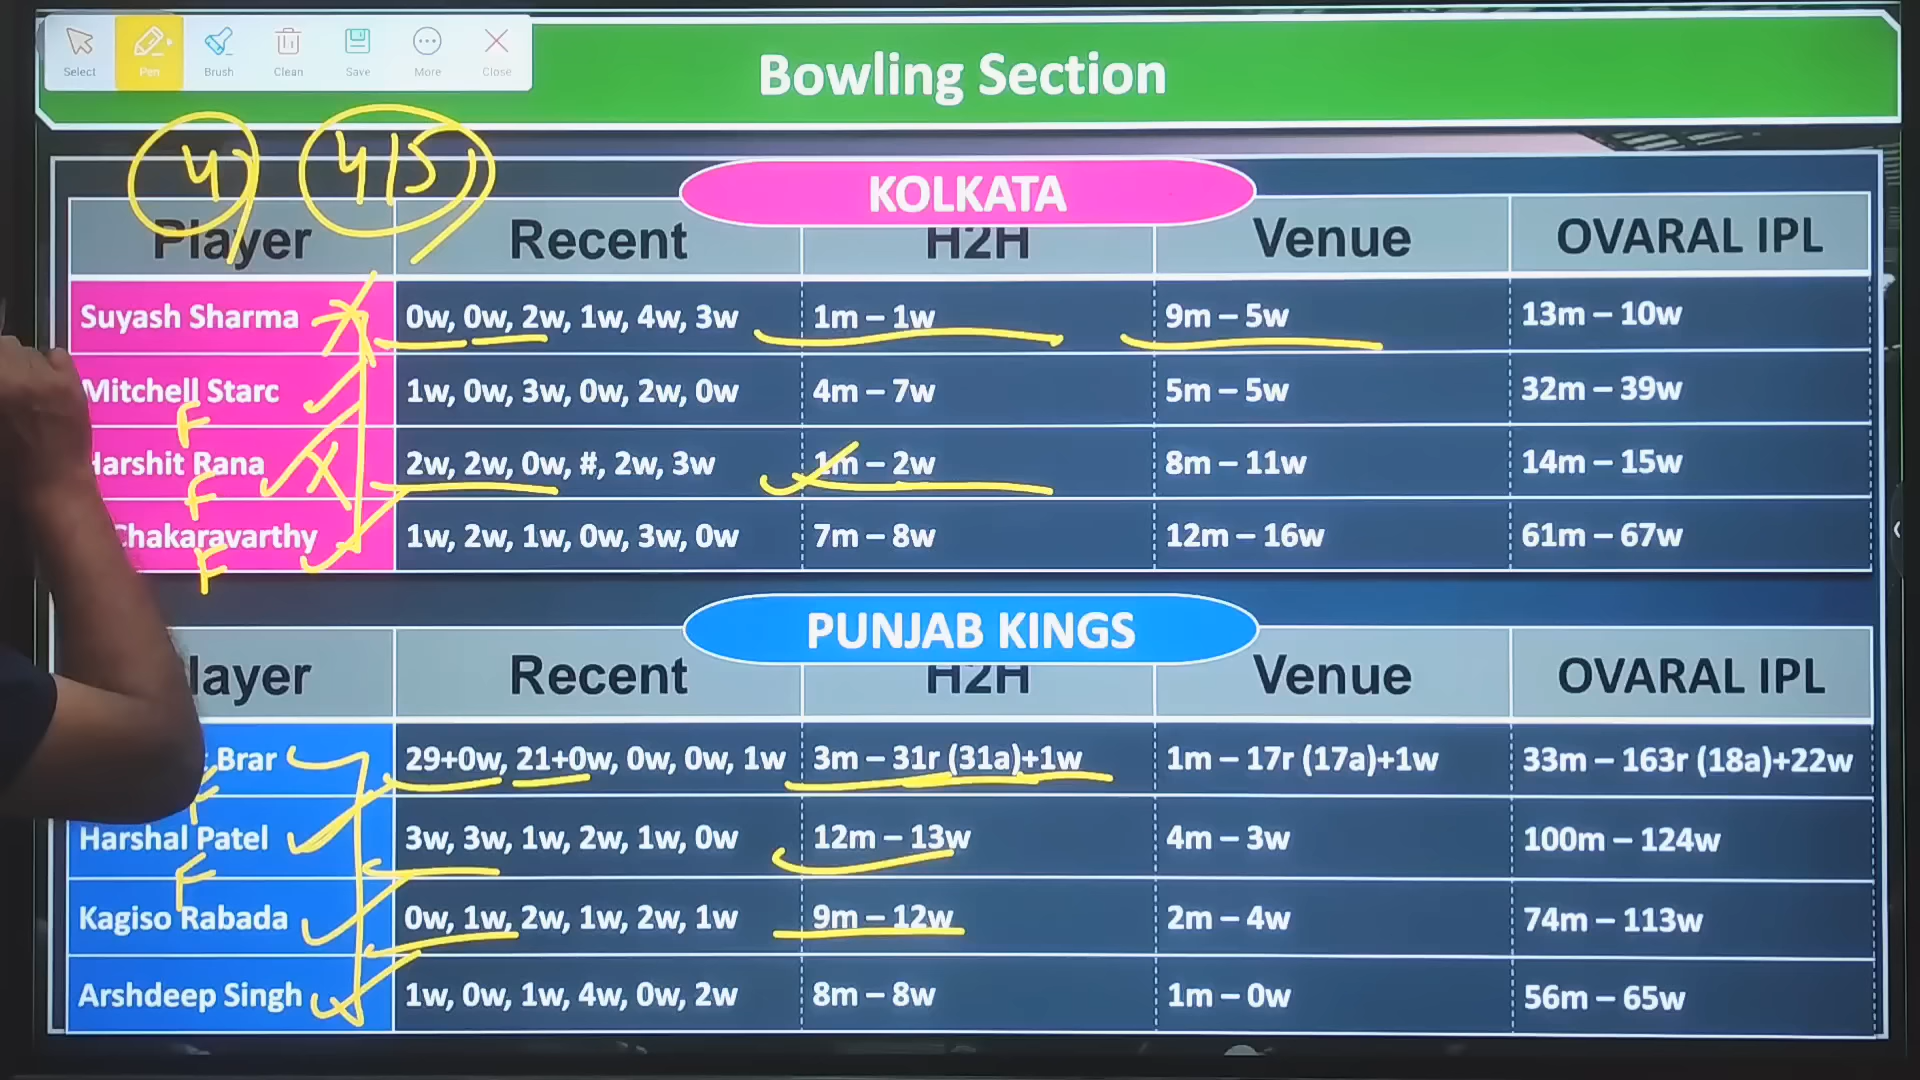 Select Pen Brush Clean Save More Close
Bowling Section
4 4/5
KOLKATA
Player Recent H2H Venue OVARAL IPL
Suyash Sharma 0w, 0w, 2w, 1w, 4w, 3w 1m – 1w 9m – 5w 13m – 10w
Mitchell Starc 1w, 0w, 3w, 0w, 2w, 0w 4m – 7w 5m – 5w 32m – 39w
F
Harshit Rana 2w, 2w, 0w, #, 2w, 3w 1m – 2w 8m – 11w 14m – 15w
F
Chakaravarthy 1w, 2w, 1w, 0w, 3w, 0w 7m – 8w 12m – 16w 61m – 67w
F
PUNJAB KINGS
layer Recent H2H Venue OVARAL IPL
Brar 29+0w, 21+0w, 0w, 0w, 1w 3m – 31r (31a)+1w 1m – 17r (17a)+1w 33m – 163r (18a)+22w
F
Harshal Patel 3w, 3w, 1w, 2w, 1w, 0w 12m – 13w 4m – 3w 100m – 124w
F
Kagiso Rabada 0w, 1w, 2w, 1w, 2w, 1w 9m – 12w 2m – 4w 74m – 113w
Arshdeep Singh 1w, 0w, 1w, 4w, 0w, 2w 8m – 8w 1m – 0w 56m – 65w